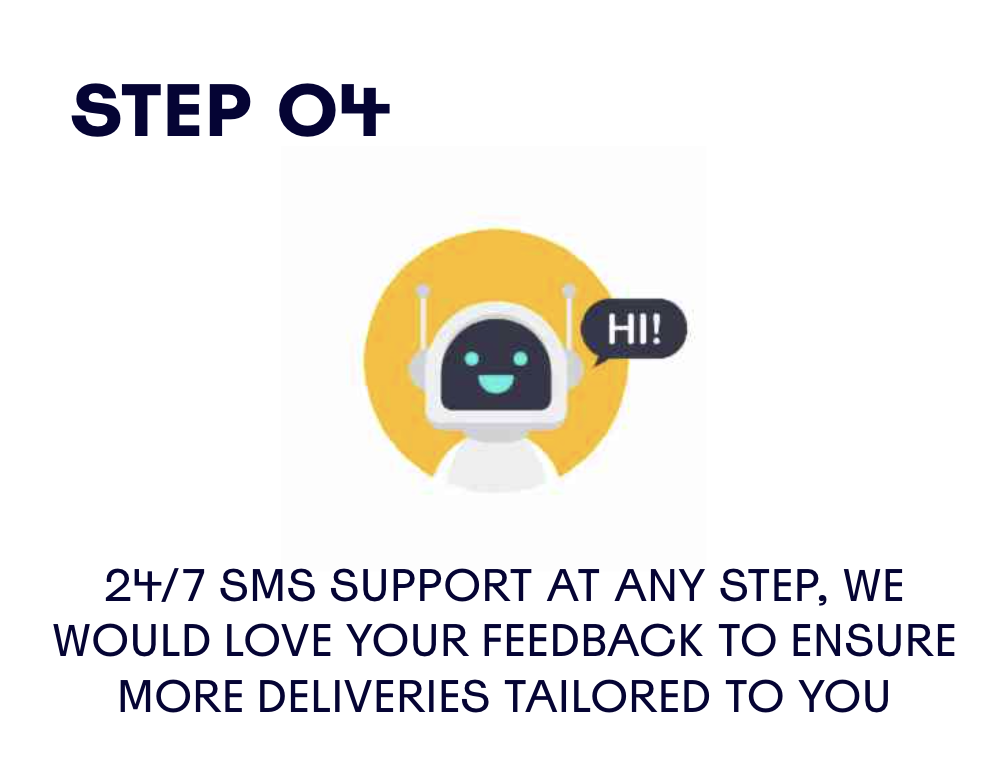 STEP 04
HI!
24/7 SMS SUPPORT AT ANY STEP, WE
WOULD LOVE YOUR FEEDBACK TO ENSURE
MORE DELIVERIES TAILORED TO YOU